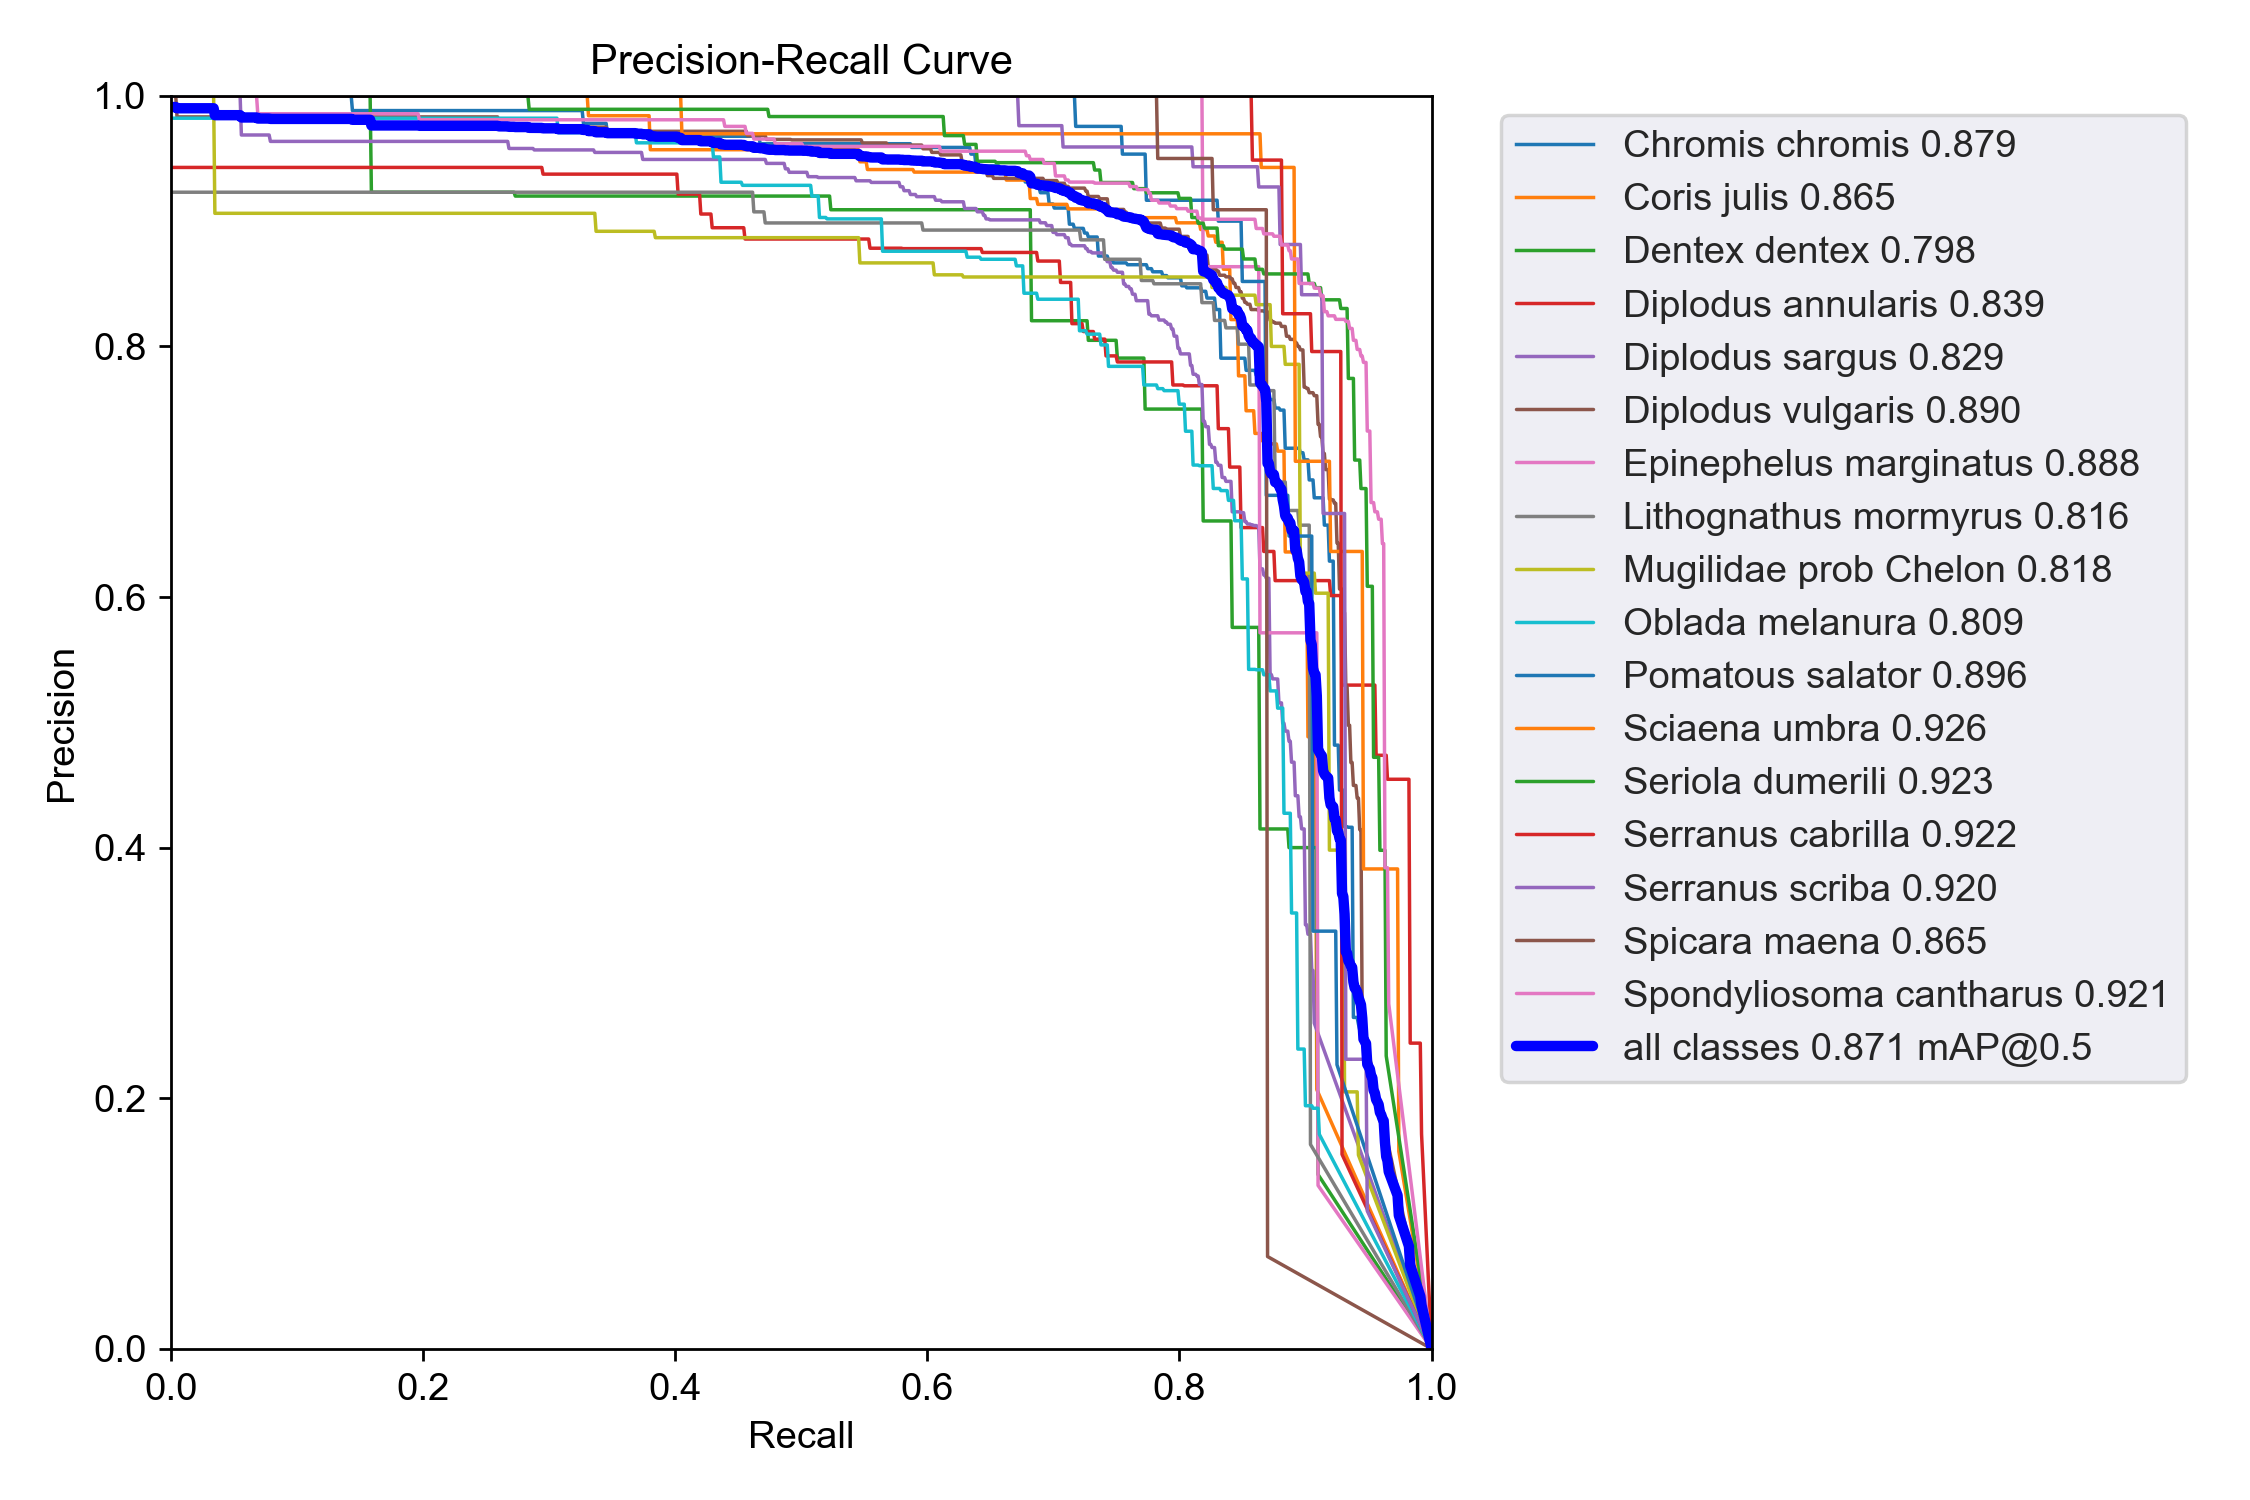 Precision-Recall Curve
1.0
0.8
0.6
0.4
0.2
0.0
Precision
0.0 0.2 0.4 0.6 0.8 1.0
Recall
Chromis chromis 0.879
Coris julis 0.865
Dentex dentex 0.798
Diplodus annularis 0.839
Diplodus sargus 0.829
Diplodus vulgaris 0.890
Epinephelus marginatus 0.888
Lithognathus mormyrus 0.816
Mugilidae prob Chelon 0.818
Oblada melanura 0.809
Pomatous salator 0.896
Sciaena umbra 0.926
Seriola dumerili 0.923
Serranus cabrilla 0.922
Serranus scriba 0.920
Spicara maena 0.865
Spondyliosoma cantharus 0.921
all classes 0.871 mAP@0.5